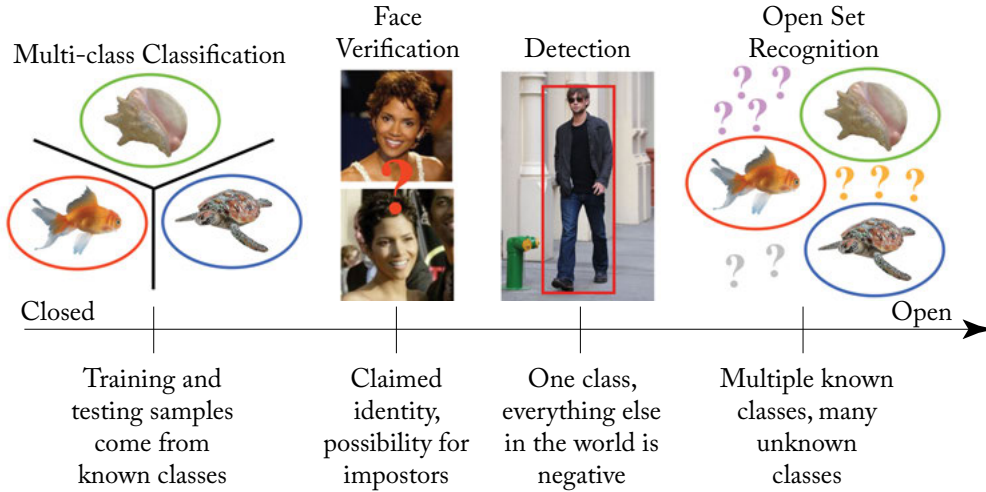 Multi-class Classification
Face
Verification
Detection
Open Set
Recognition
? ?
? ?
?
? ? ?
? ?
Closed
Open
Training and
testing samples
come from
known classes
Claimed
identity,
possibility for
impostors
One class,
everything else
in the world is
negative
Multiple known
classes, many
unknown
classes